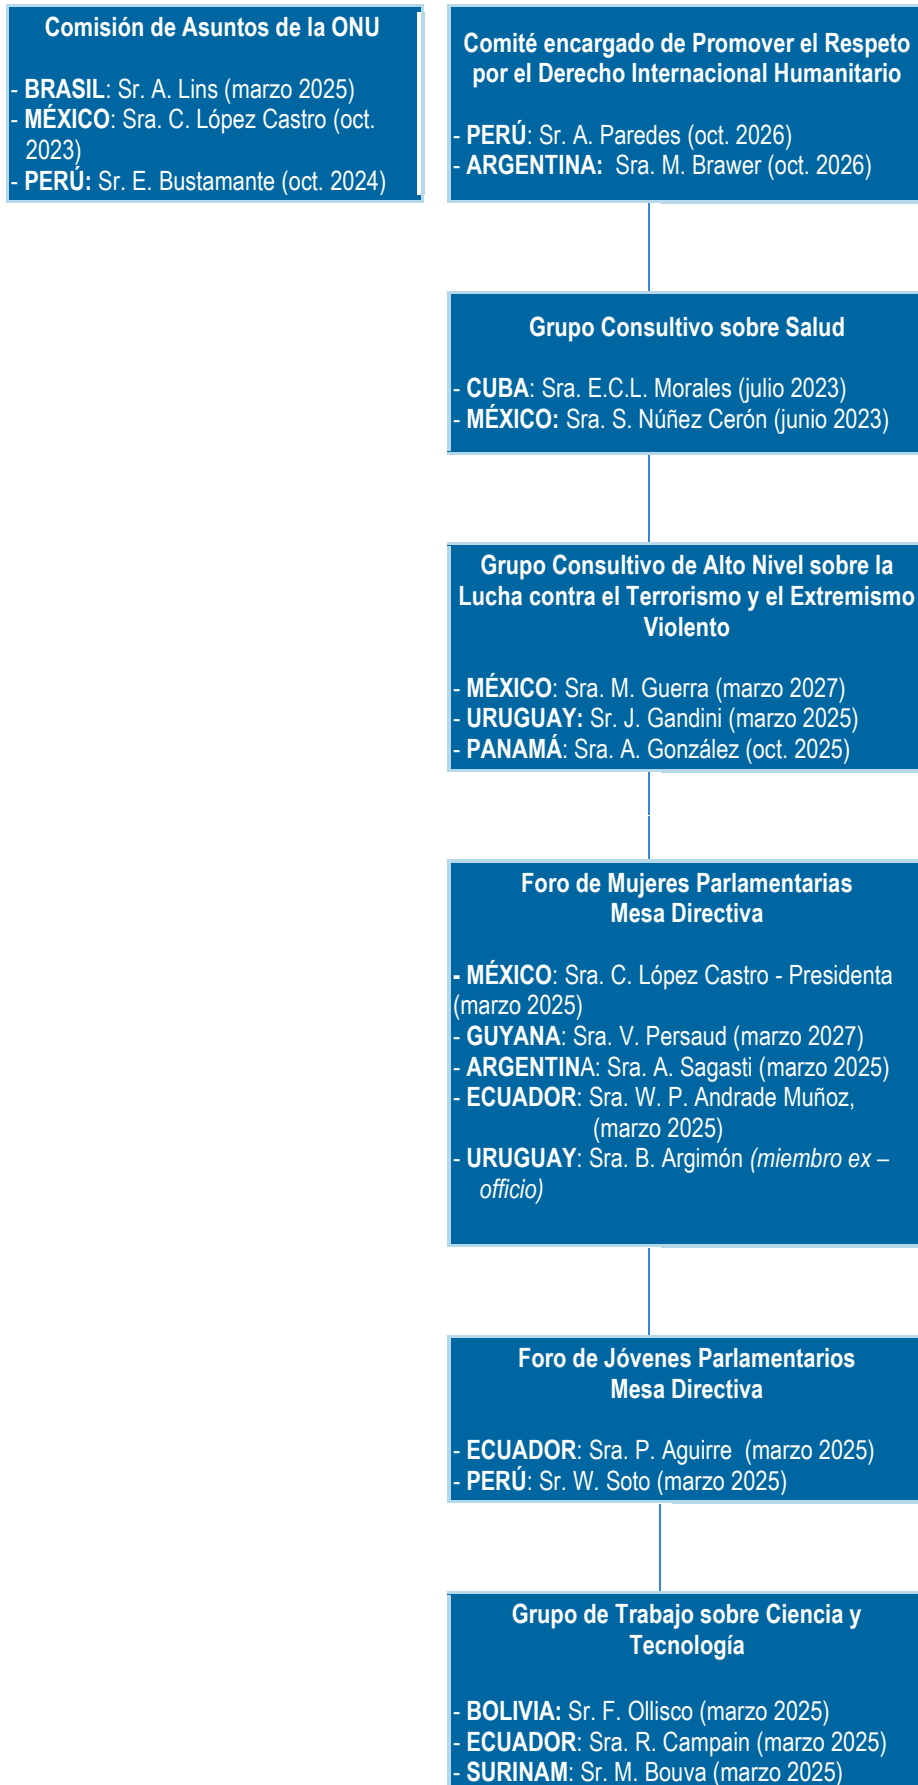 Comisión de Asuntos de la ONU
- BRASIL: Sr. A. Lins (marzo 2025)
- MÉXICO: Sra. C. López Castro (oct.
2023)
- PERÚ: Sr. E. Bustamante (oct. 2024)
Comité encargado de Promover el Respeto
por el Derecho Internacional Humanitario
- PERÚ: Sr. A. Paredes (oct. 2026)
- ARGENTINA:  Sra. M. Brawer (oct. 2026)
Grupo Consultivo sobre Salud
- CUBA: Sra. E.C.L. Morales (julio 2023)
- MÉXICO: Sra. S. Núñez Cerón (junio 2023)
Grupo Consultivo de Alto Nivel sobre la
Lucha contra el Terrorismo y el Extremismo
Violento
- MÉXICO: Sra. M. Guerra (marzo 2027)
- URUGUAY: Sr. J. Gandini (marzo 2025)
- PANAMÁ: Sra. A. González (oct. 2025)
Foro de Mujeres Parlamentarias
Mesa Directiva
- MÉXICO: Sra. C. López Castro - Presidenta
(marzo 2025)
- GUYANA: Sra. V. Persaud (marzo 2027)
- ARGENTINA: Sra. A. Sagasti (marzo 2025)
- ECUADOR: Sra. W. P. Andrade Muñoz,
(marzo 2025)
- URUGUAY: Sra. B. Argimón (miembro ex –
officio)
Foro de Jóvenes Parlamentarios
Mesa Directiva
- ECUADOR: Sra. P. Aguirre  (marzo 2025)
- PERÚ: Sr. W. Soto (marzo 2025)
Grupo de Trabajo sobre Ciencia y
Tecnología
- BOLIVIA: Sr. F. Ollisco (marzo 2025)
- ECUADOR: Sra. R. Campain (marzo 2025)
- SURINAM: Sr. M. Bouva (marzo 2025)